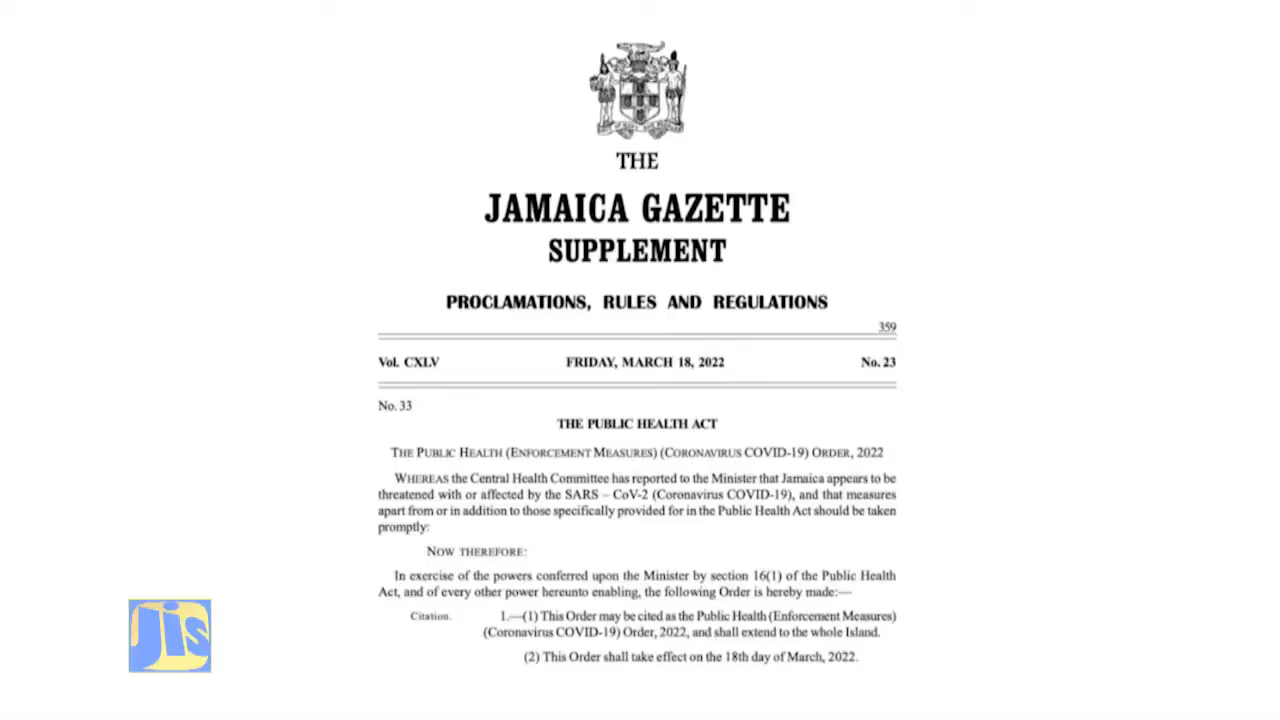 THE
JAMAICA GAZETTE
SUPPLEMENT
PROCLAMATIONS, RULES AND REGULATIONS
359
Vol. CXLV FRIDAY, MARCH 18, 2022 No. 23
No. 33
THE PUBLIC HEALTH ACT
THE PUBLIC HEALTH (ENFORCEMENT MEASURES) (CORONAVIRUS COVID-19) ORDER, 2022
WHEREAS the Central Health Committee has reported to the Minister that Jamaica appears to be
threatened with or affected by the SARS – CoV-2 (Coronavirus COVID-19), and that measures
apart from or in addition to those specifically provided for in the Public Health Act should be taken
promptly:
NOW THEREFORE:
In exercise of the powers conferred upon the Minister by section 16(1) of the Public Health
Act, and of every other power hereunto enabling, the following Order is hereby made:—
Citation. 1.—(1) This Order may be cited as the Public Health (Enforcement Measures)
(Coronavirus COVID-19) Order, 2022, and shall extend to the whole Island.
(2) This Order shall take effect on the 18th day of March, 2022.
JIS